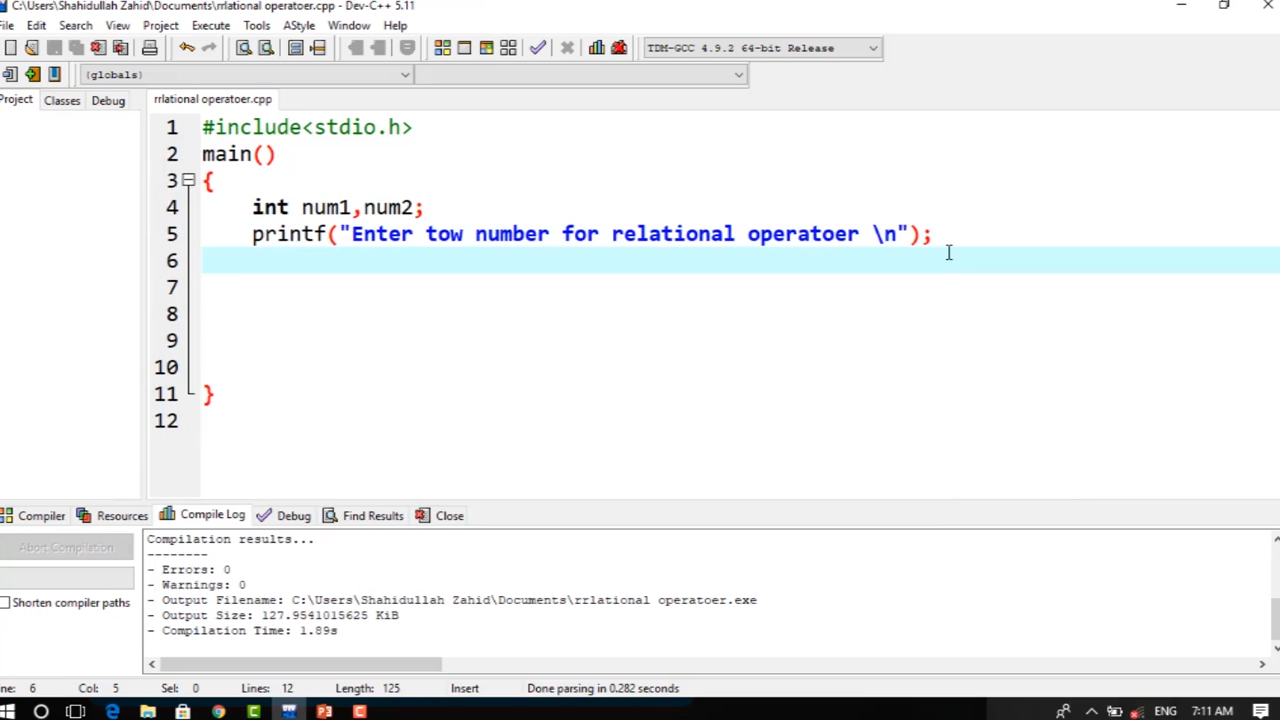 C:\Users\Shahidullah Zahid\Documents\rrlational operatoer.cpp - Dev-C++ 5.11
File Edit Search View Project Execute Tools AStyle Window Help
TDM-GCC 4.9.2 64-bit Release
(globals)
Project Classes Debug rrlational operatoer.cpp
1 #include<stdio.h>
2 main()
3 {
4 int num1,num2;
5 printf("Enter tow number for relational operatoer \n");
6
7
8
9
10
11 }
12
Compiler Resources Compile Log Debug Find Results Close
Abort Compilation
Shorten compiler paths
Compilation results...
--------
- Errors: 0
- Warnings: 0
- Output Filename: C:\Users\Shahidullah Zahid\Documents\rrlational operatoer.exe
- Output Size: 127.9541015625 KiB
- Compilation Time: 1.89s
ne: 6 Col: 5 Sel: 0 Lines: 12 Length: 125 Insert Done parsing in 0.282 seconds
ENG 7:11 AM